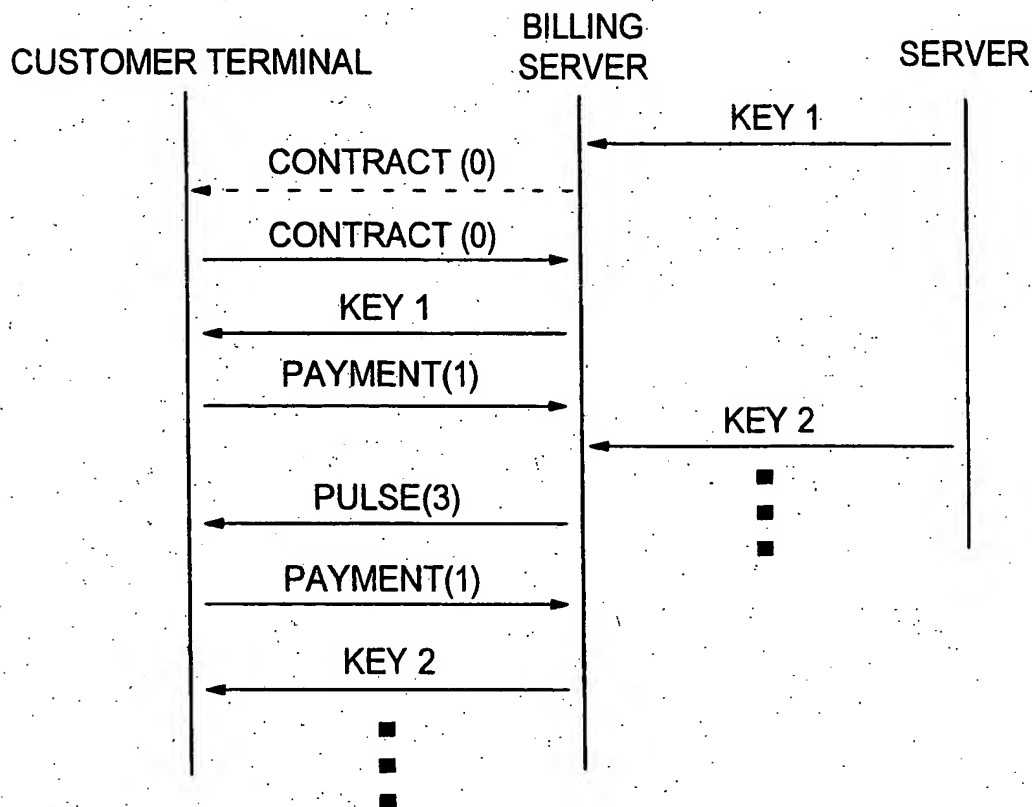 CUSTOMER TERMINAL
BILLING
SERVER
SERVER
KEY 1
CONTRACT (0)
CONTRACT (0)
KEY 1
PAYMENT(1)
KEY 2
PULSE(3)
PAYMENT(1)
KEY 2